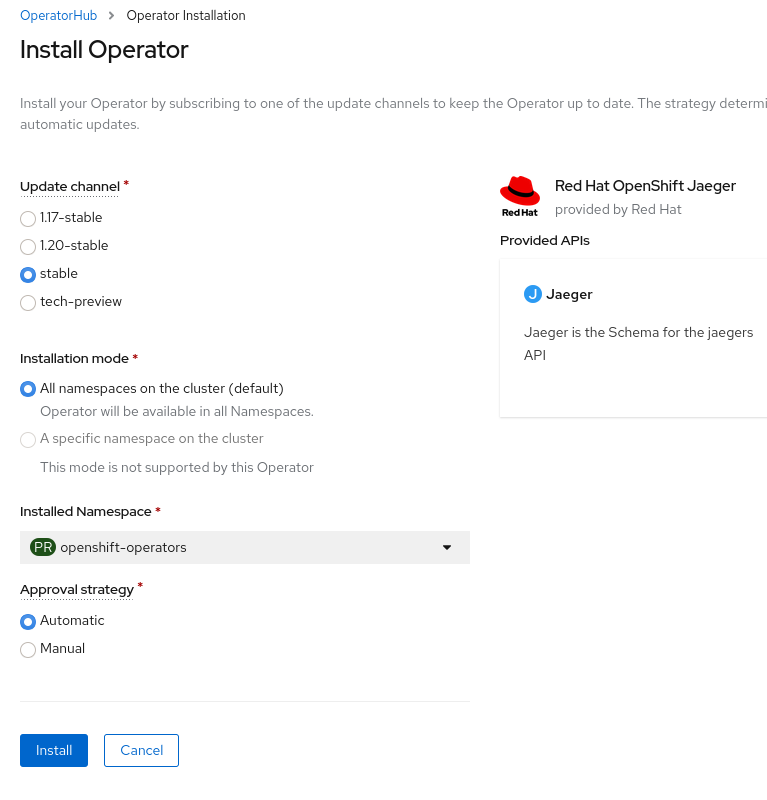 OperatorHub > Operator Installation
Install Operator
Install your Operator by subscribing to one of the update channels to keep the Operator up to date. The strategy
automatic updates.
Update channel *
1.17-stable
1.20-stable
stable
tech-preview
Installation mode *
All namespaces on the cluster (default)
Operator will be available in all Namespaces.
A specific namespace on the cluster
This mode is not supported by this Operator
Installed Namespace *
PR openshift-operators
Approval strategy *
Automatic
Manual
Install Cancel
Red Hat
Red Hat OpenShift Jaeger
provided by Red Hat
Provided APIs
J Jaeger
Jaeger is the Schema for the jaegers
API